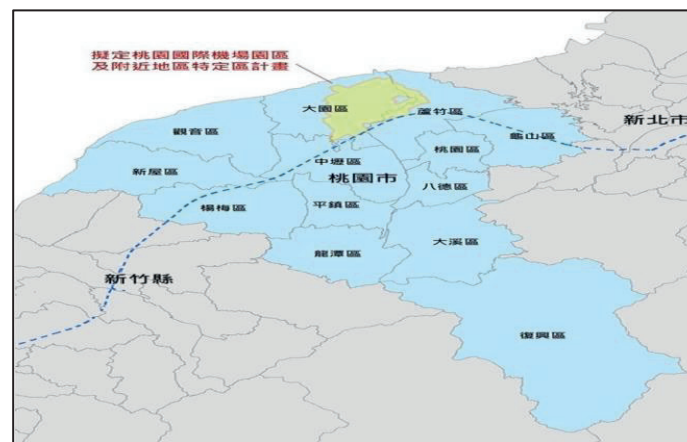 擬定桃園國際機場園區
及附近地區特定區計畫
大園區
蘆竹區
新北市
觀音區
龜山區
桃園區
中壢區
新屋區
桃園市
八德區
楊梅區
平鎮區
大溪區
龍潭區
新竹縣
復興區